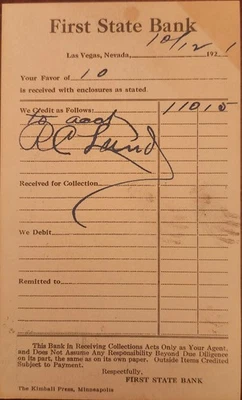 First State Bank
Las Vegas, Nevada, 10/12 1921
Your Favor of 10
is received with enclosures as stated
We Credit as Follows: 110 15
to acct
R C Lund
Received for Collection
We Debit
Remitted to
This Bank in Receiving Collections Acts Only as Your Agent,
and Does Not Assume Any Responsibility Beyond Due Diligence
on its part, the same as on its own paper. Outside Items Credited
Subject to Payment.
Respectfully,
FIRST STATE BANK
The Kimball Press, Minneapolis